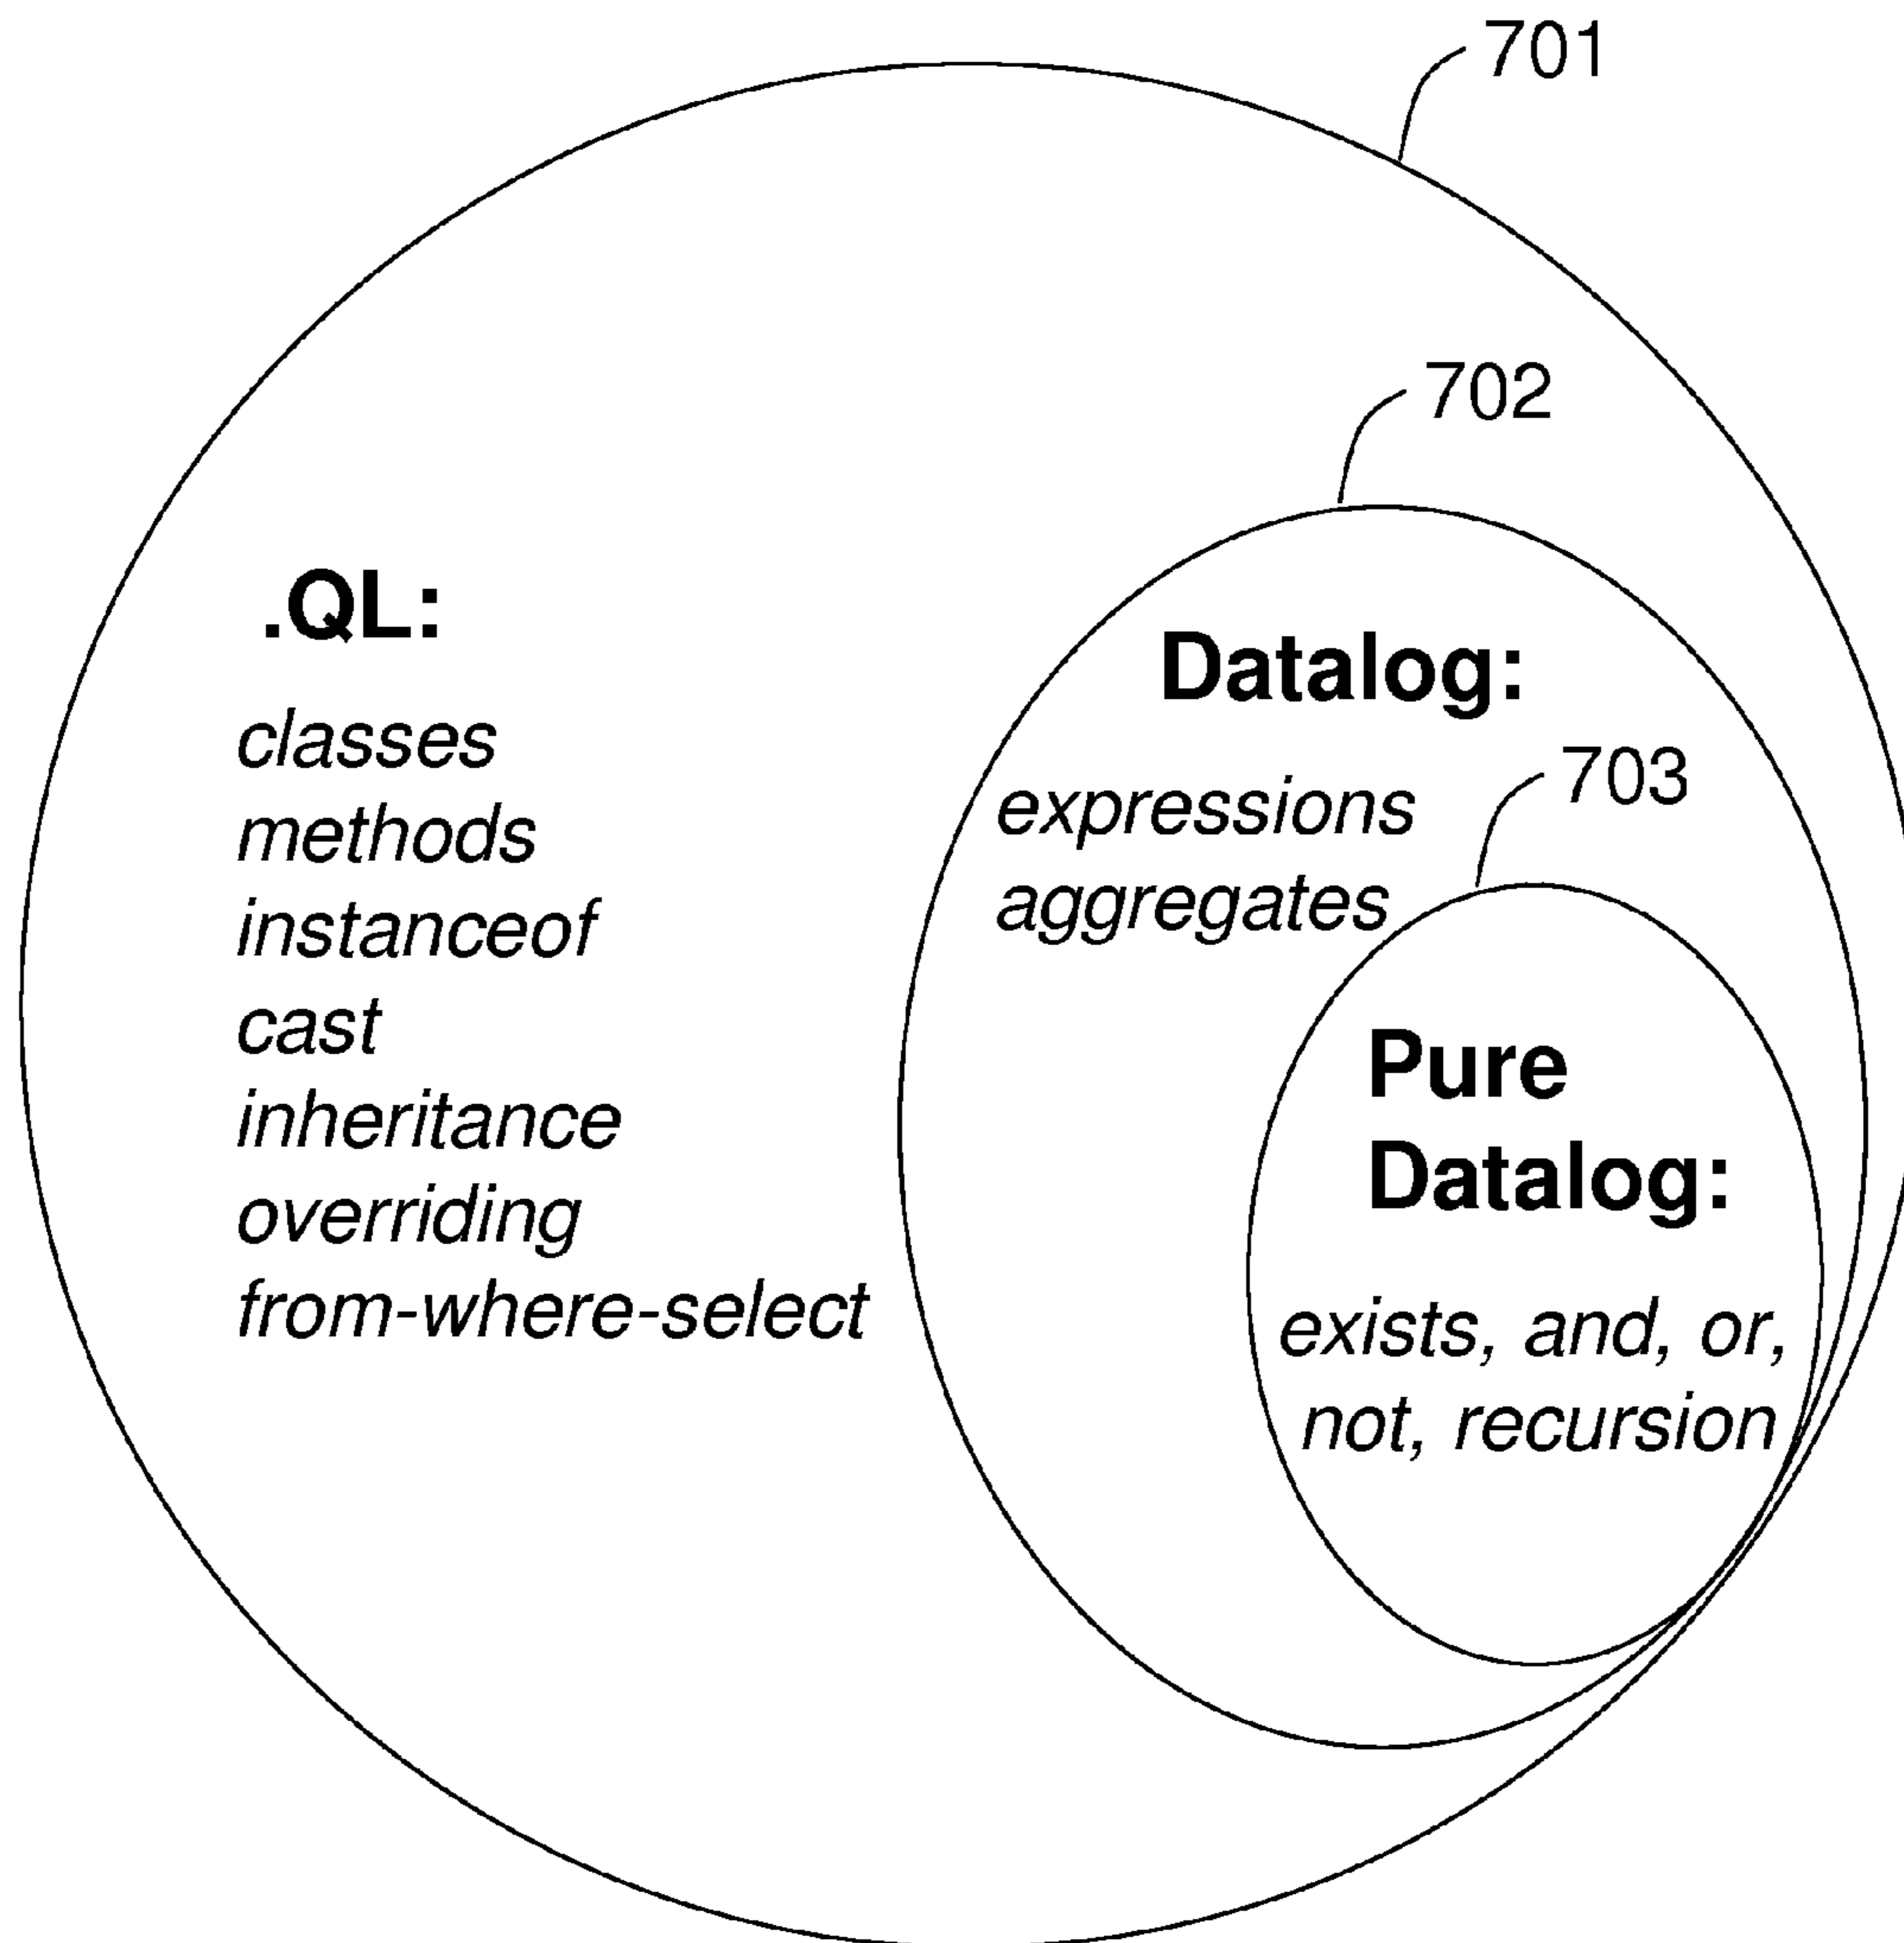 701
702
.QL:
classes
methods
instanceof
cast
inheritance
overriding
from-where-select
Datalog:
expressions
aggregates
703
Pure
Datalog:
exists, and, or,
not, recursion